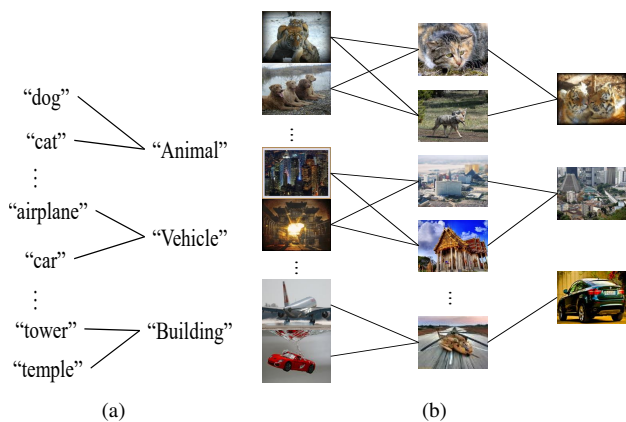 “dog”
“cat”
“Animal”
⋮
“airplane”
“Vehicle”
“car”
⋮
“tower”
“Building”
“temple”
(a)
⋮
⋮
⋮
(b)